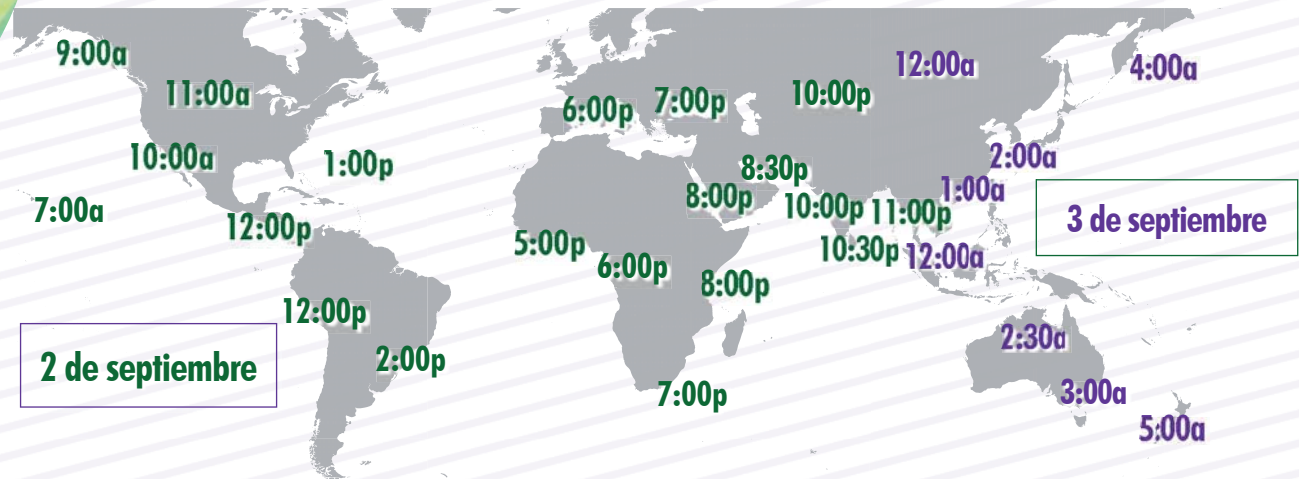 9:00a
11:00a
10:00a
1:00p
7:00a
12:00p
12:00p
2:00p
2 de septiembre
6:00p
7:00p
10:00p
12:00a
4:00a
8:30p
8:00p
10:00p
11:00p
1:00a
2:00a
5:00p
6:00p
8:00p
10:30p
12:00a
7:00p
3 de septiembre
2:30a
3:00a
5:00a